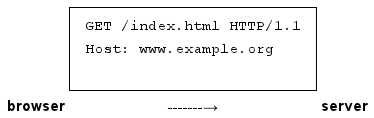 GET /index.html HTTP/1.1
Host: www.example.org
browser -------→ server